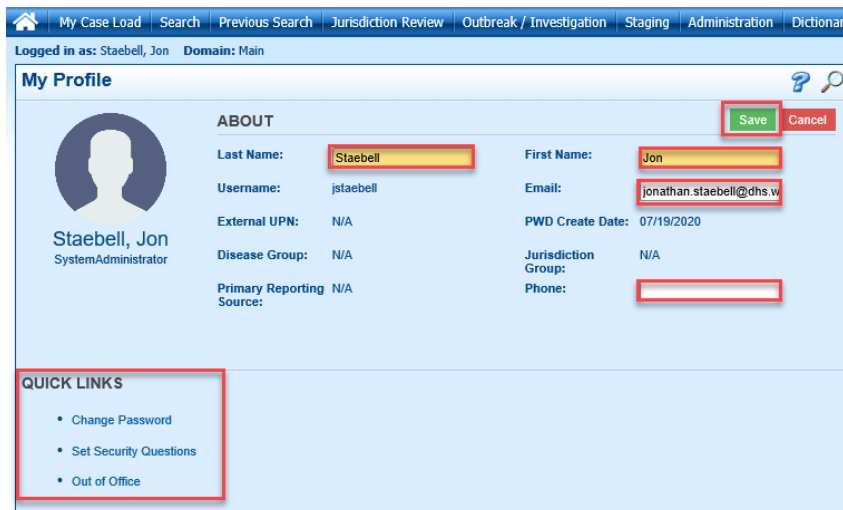 My Case Load Search Previous Search Jurisdiction Review Outbreak / Investigation Staging Administration Dictionar
Logged in as: Staebell, Jon Domain: Main
My Profile
ABOUT Save Cancel
Last Name: Staebell First Name: Jon
Username: jstaebell Email: jonathan.staebell@dhs.w
External UPN: N/A PWD Create Date: 07/19/2020
Staebell, Jon
SystemAdministrator
Disease Group: N/A Jurisdiction Group: N/A
Primary Reporting Source: N/A Phone:
QUICK LINKS
• Change Password
• Set Security Questions
• Out of Office